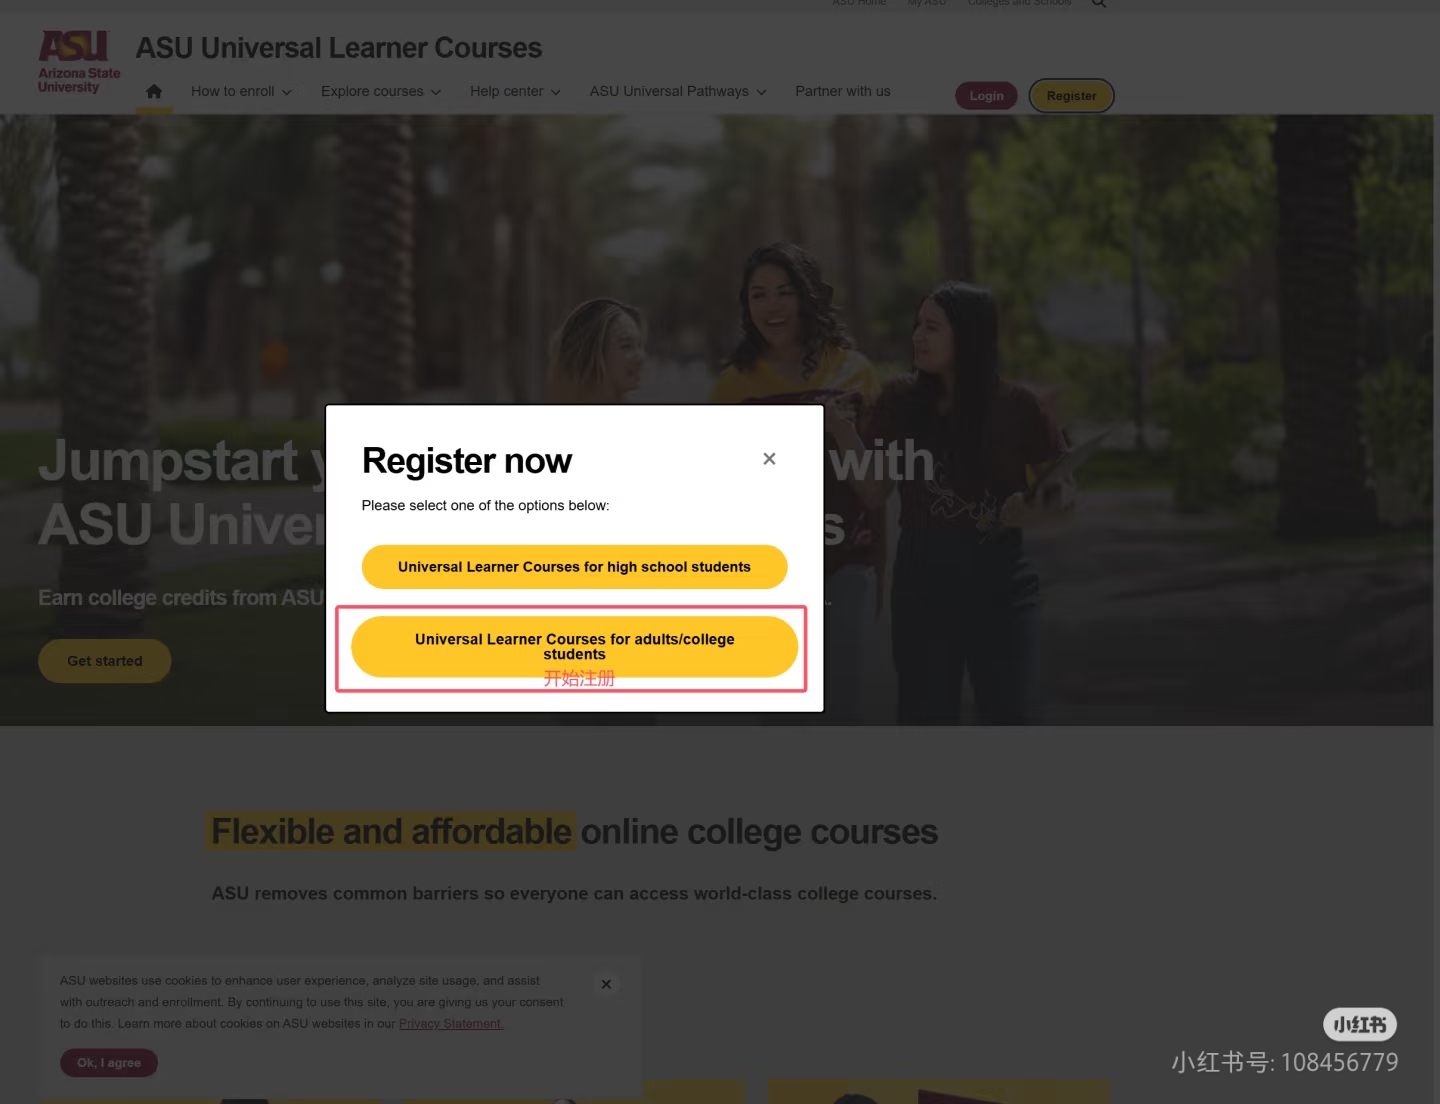 ASU Home My ASU Colleges and Schools
ASU
Arizona State
University
ASU Universal Learner Courses
How to enroll Explore courses Help center ASU Universal Pathways Partner with us
Login Register
Jumpstart y with
ASU Univer s
Earn college credits from ASU
Get started
Register now
Please select one of the options below:
Universal Learner Courses for high school students
Universal Learner Courses for adults/college
students
开始注册
Flexible and affordable online college courses
ASU removes common barriers so everyone can access world-class college courses.
ASU websites use cookies to enhance user experience, analyze site usage, and assist
with outreach and enrollment. By continuing to use this site, you are giving us your consent
to do this. Learn more about cookies on ASU websites in our Privacy Statement.
Ok, I agree
小红书
小红书号: 108456779